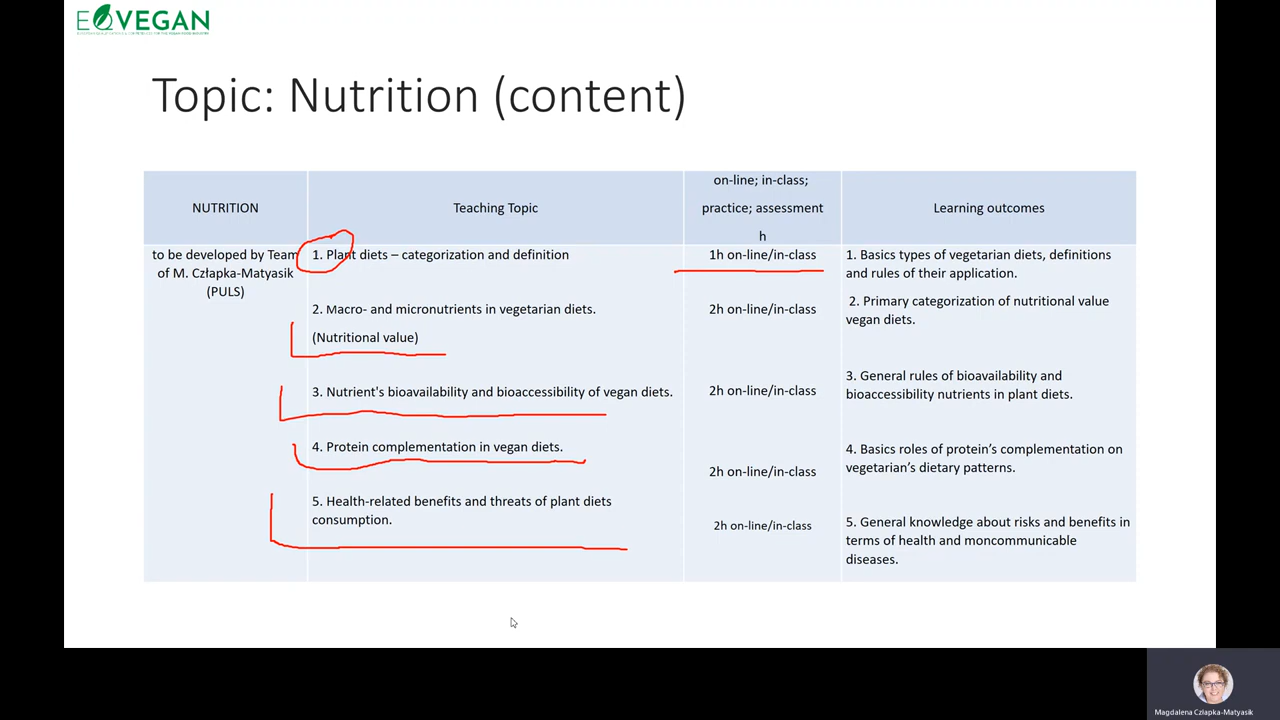 EQVEGAN
Topic: Nutrition (content)
NUTRITION
Teaching Topic
on-line; in-class;
practice; assessment
h
Learning outcomes
to be developed by Team
of M. Człapka-Matyasik
(PULS)
1. Plant diets – categorization and definition
1h on-line/in-class
1. Basics types of vegetarian diets, definitions
and rules of their application.
2. Macro- and micronutrients in vegetarian diets.
(Nutritional value)
2h on-line/in-class
2. Primary categorization of nutritional value
vegan diets.
3. Nutrient's bioavailability and bioaccessibility of vegan diets.
2h on-line/in-class
3. General rules of bioavailability and
bioaccessibility nutrients in plant diets.
4. Protein complementation in vegan diets.
2h on-line/in-class
4. Basics roles of protein’s complementation on
vegetarian’s dietary patterns.
5. Health-related benefits and threats of plant diets
consumption.
2h on-line/in-class
5. General knowledge about risks and benefits in
terms of health and moncommunicable
diseases.
Magdalena Człapka-Matyasik